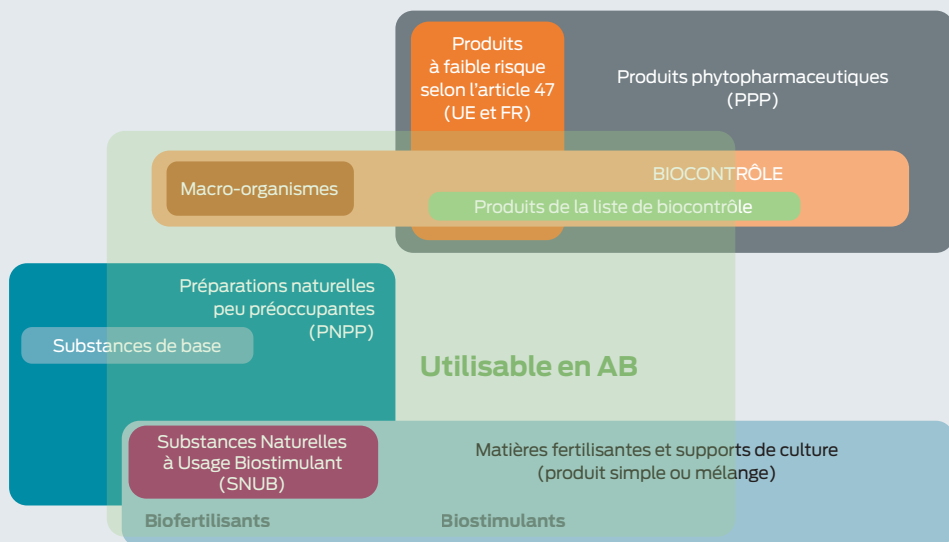 Produits
à faible risque
selon l'article 47
(UE et FR)
Produits phytopharmaceutiques
(PPP)
BIOCONTRÔLE
Macro-organismes
Produits de la liste de biocontrôle
Préparations naturelles
peu préoccupantes
(PNPP)
Substances de base
Utilisable en AB
Substances Naturelles
à Usage Biostimulant
(SNUB)
Matières fertilisantes et supports de culture
(produit simple ou mélange)
Biofertilisants
Biostimulants